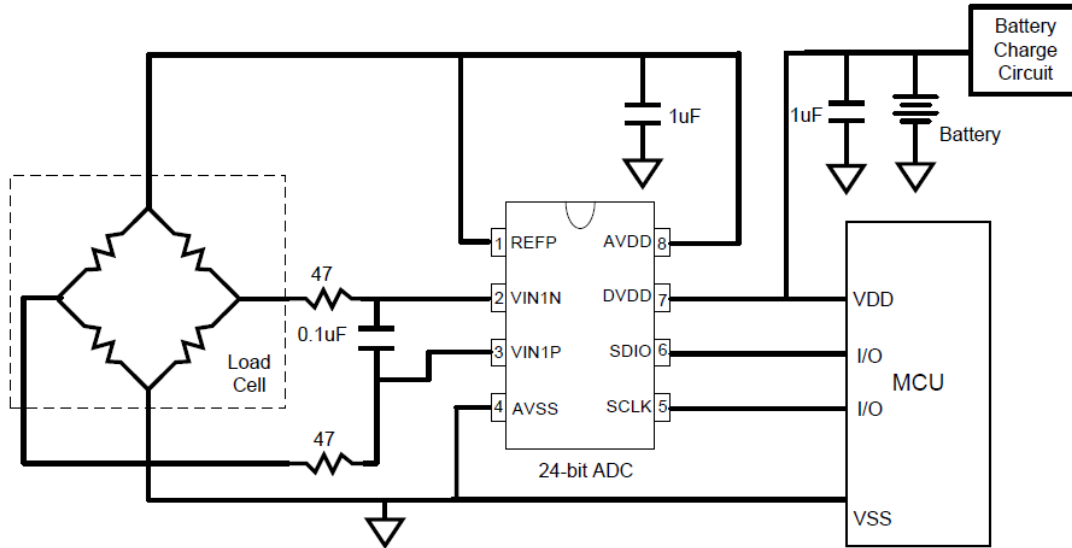 Battery
Charge
Circuit
1uF
1uF
Battery
1
REFP
AVDD
8
47
2
VIN1N
DVDD
7
VDD
0.1uF
3
VIN1P
SDIO
6
I/O
Load
Cell
MCU
4
AVSS
SCLK
5
I/O
47
24-bit ADC
VSS